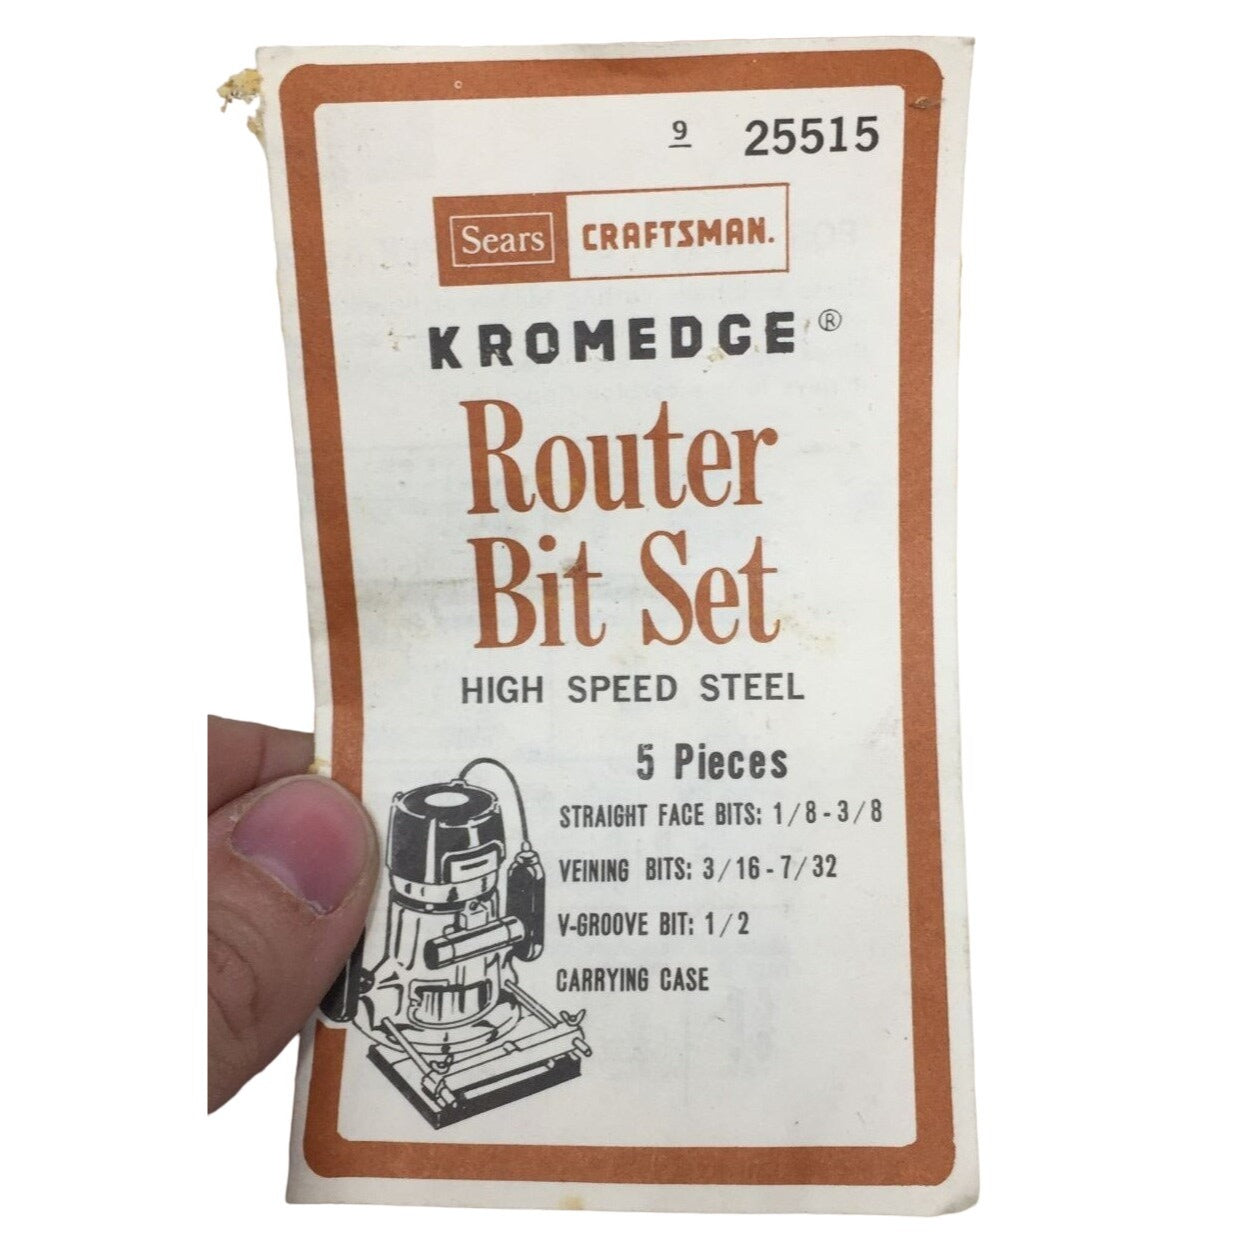 9 25515
Sears CRAFTSMAN.
KROMEDGE®
Router
Bit Set
HIGH SPEED STEEL
5 Pieces
STRAIGHT FACE BITS: 1/8-3/8
VEINING BITS: 3/16-7/32
V-GROOVE BIT: 1/2
CARRYING CASE